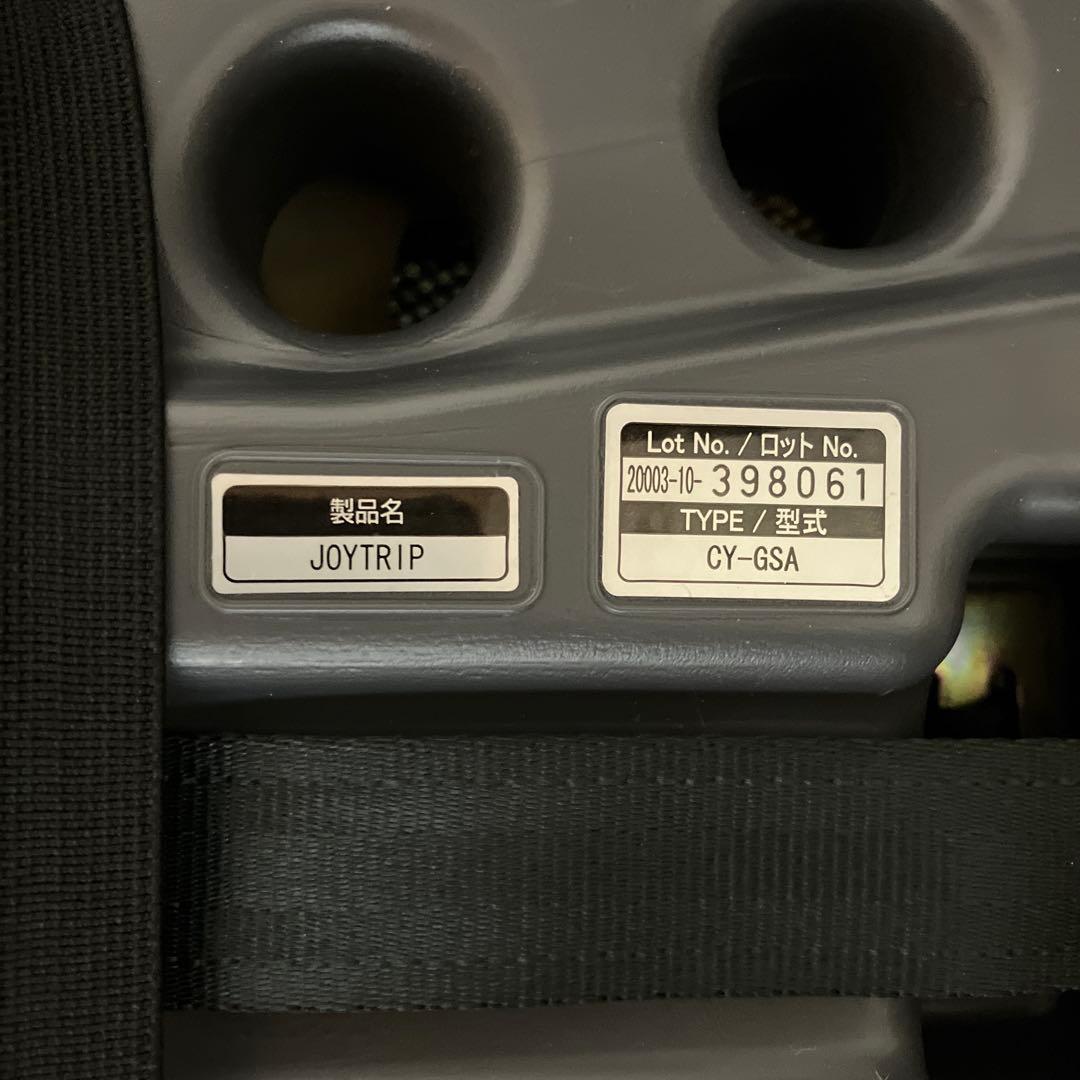 製品名
JOYTRIP
Lot No. / ロット No.
20003-10-398061
TYPE / 型式
CY-GSA